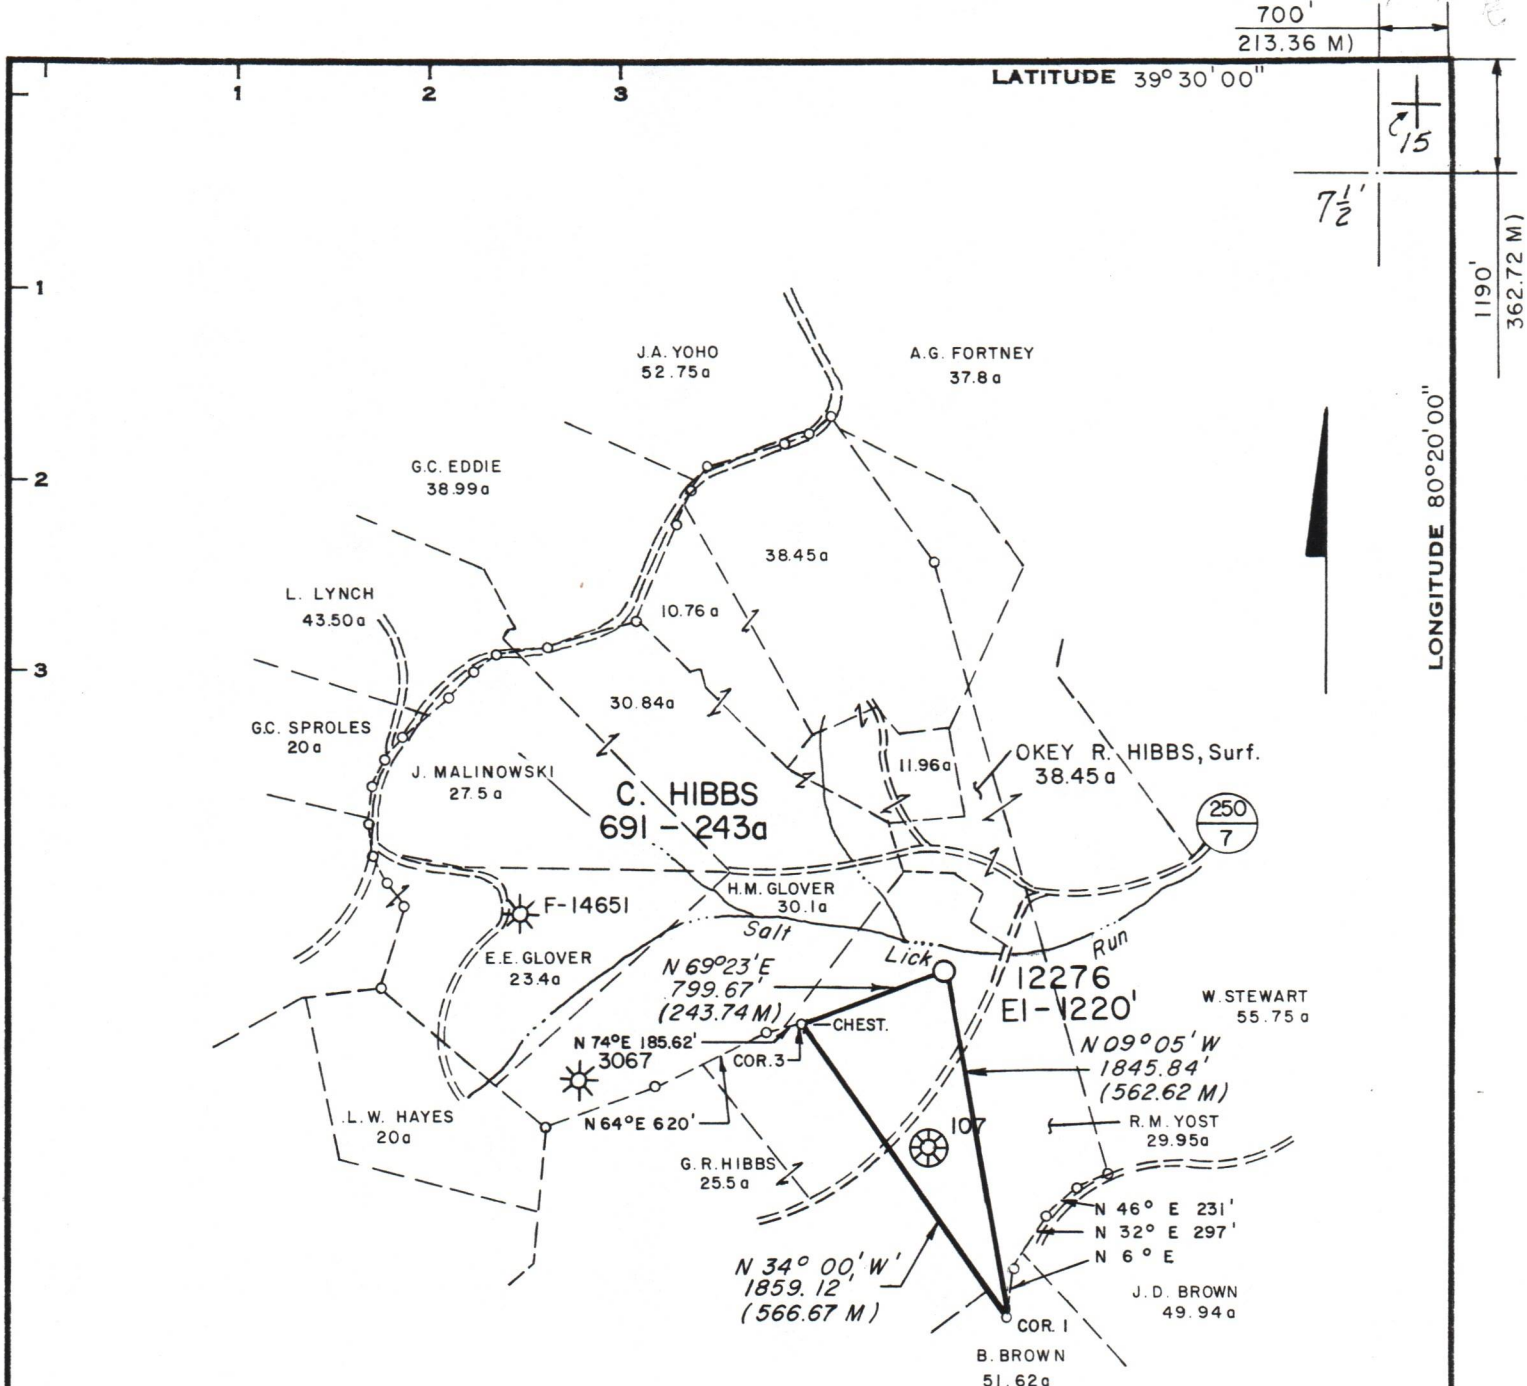 700'
213.36 M)
LATITUDE 39°30'00"
1
2
3
15
7½'
1190'
362.72 M)
1
J.A. YOHO
52.75a
A.G. FORTNEY
37.8a
LONGITUDE 80°20'00"
G.C. EDDIE
38.99a
2
38.45a
L. LYNCH
43.50a
10.76a
3
30.84a
G.C. SPROLES
20a
J. MALINOWSKI
27.5a
11.96a
OKEY R. HIBBS, Surf.
38.45a
C. HIBBS
691 - 243a
250
7
H.M. GLOVER
30.1a
F-14651
Salt Lick Run
E.E. GLOVER
23.4a
N 69°23'E
799.67'
(243.74 M)
12276
El-1220'
W. STEWART
55.75a
CHEST.
N 74°E 185.62'
COR.3
3067
N 09°05'W
1845.84'
(562.62 M)
L.W. HAYES
20a
N 64°E 620'
107
R.M. YOST
29.95a
G.R. HIBBS
25.5a
N 46° E 231'
N 32° E 297'
N 6° E
N 34° 00' W'
1859.12'
(566.67 M)
J.D. BROWN
49.94a
COR. 1
B. BROWN
51.62a